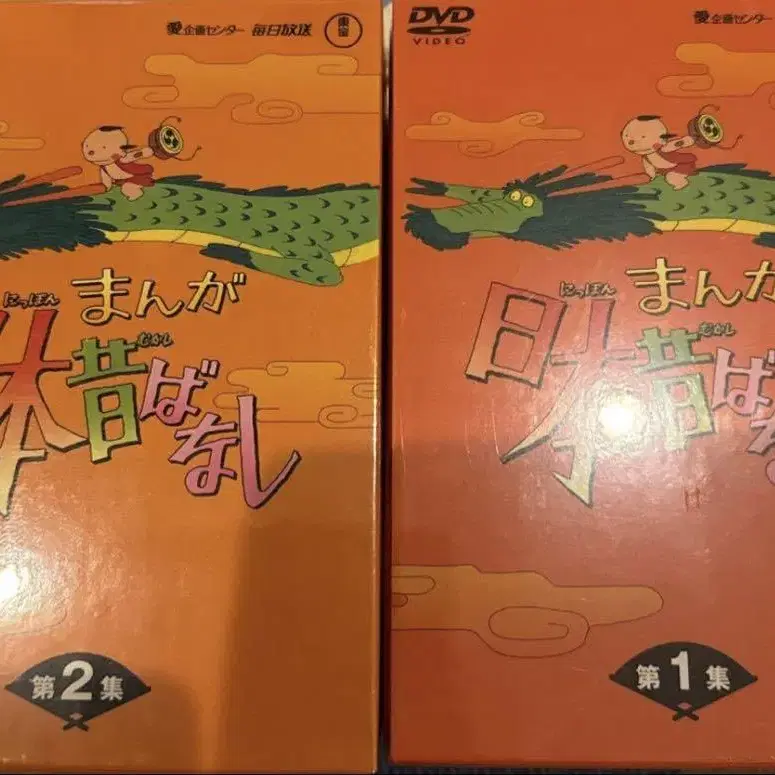 愛企画センター 毎日放送 東宝
にっぽん まんが
本昔ばなし
むかし
第2集
DVD
VIDEO
愛企画センター
にっぽん まんが
日本昔ばな
むかし
第1集